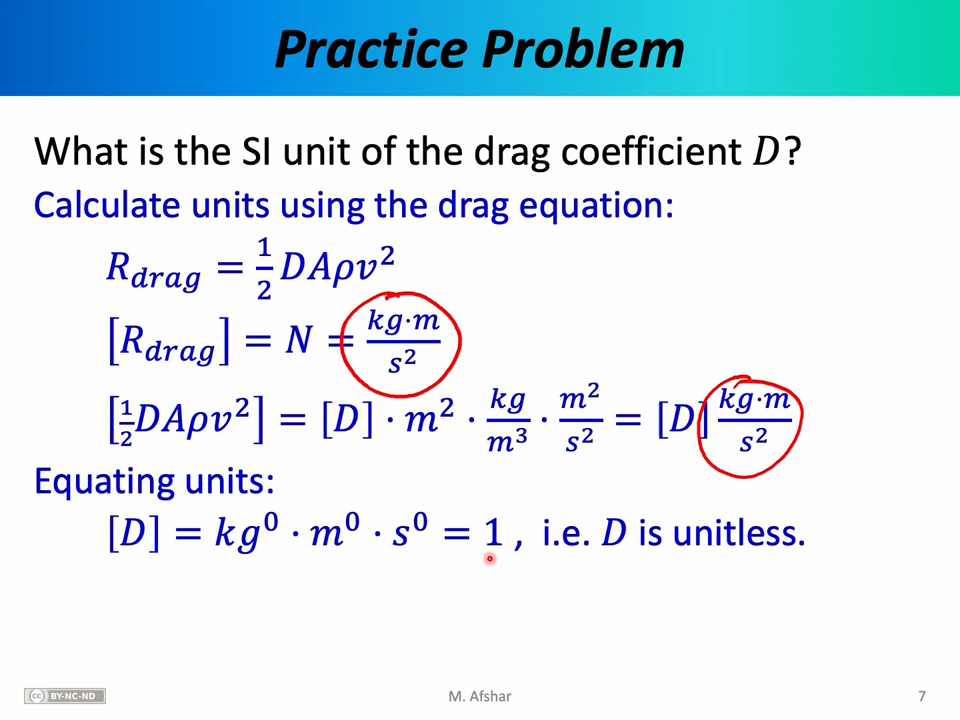 Practice Problem
What is the SI unit of the drag coefficient D?
Calculate units using the drag equation:
R_drag = 1/2 DAρv²
[R_drag] = N = kg·m/s²
[1/2 DAρv²] = [D] · m² · kg/m³ · m²/s² = [D] kg·m/s²
Equating units:
[D] = kg⁰ · m⁰ · s⁰ = 1 , i.e. D is unitless.
cc BY-NC-ND
M. Afshar
7